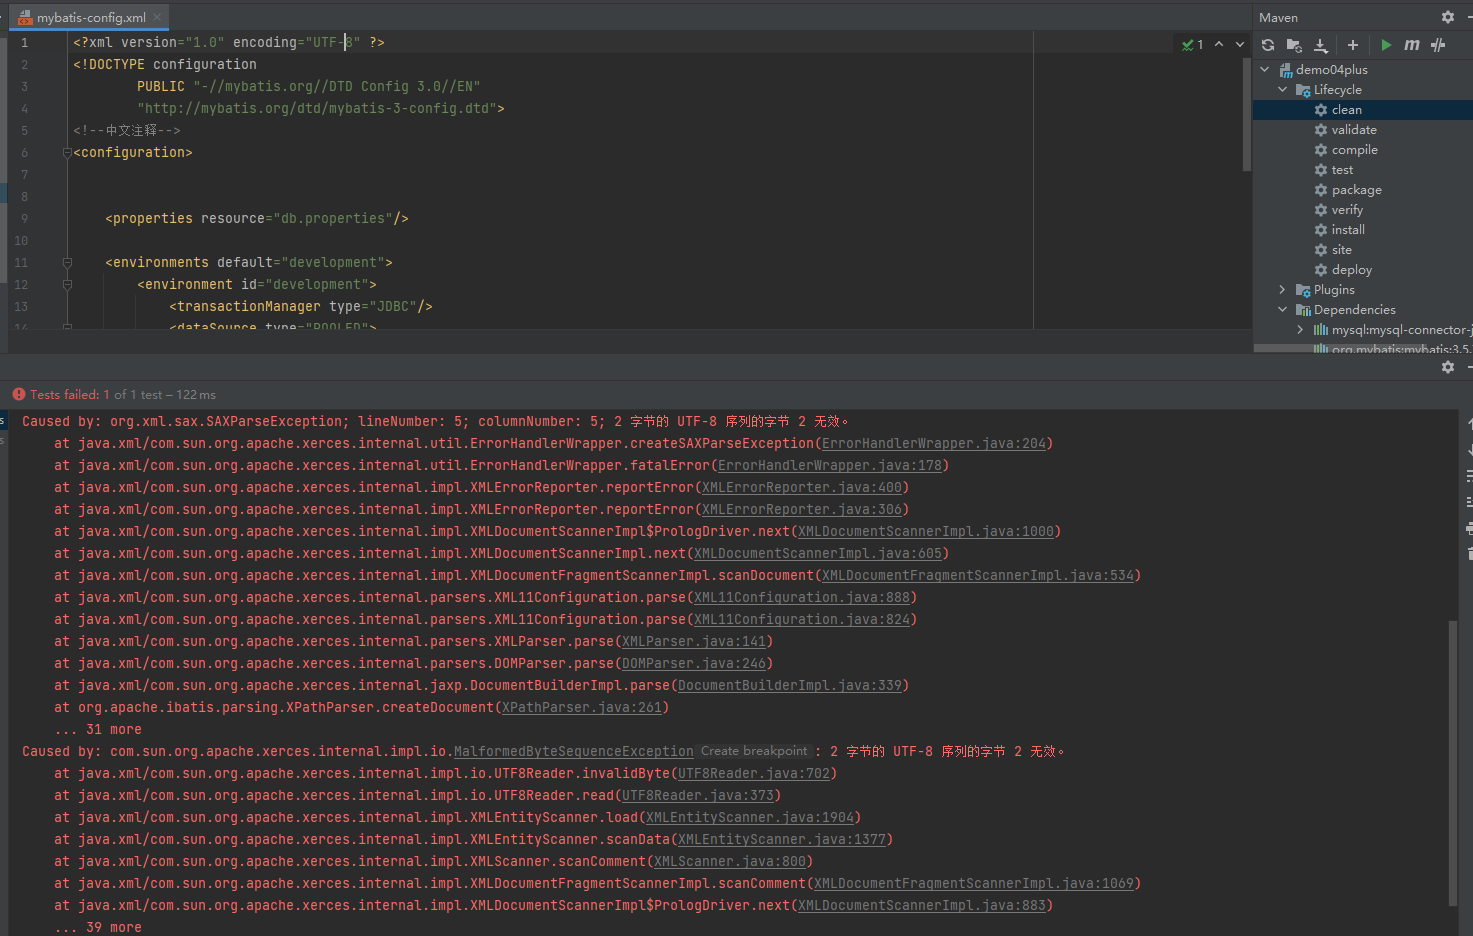 mybatis-config.xml
1 <?xml version="1.0" encoding="UTF-8" ?>
2 <!DOCTYPE configuration
3 PUBLIC "-//mybatis.org//DTD Config 3.0//EN"
4 "http://mybatis.org/dtd/mybatis-3-config.dtd">
5 <!--中文注释-->
6 <configuration>
7
8
9 <properties resource="db.properties"/>
10
11 <environments default="development">
12 <environment id="development">
13 <transactionManager type="JDBC"/>
14 <dataSource type="POOLED">
1
Maven
m
demo04plus
Lifecycle
clean
validate
compile
test
package
verify
install
site
deploy
Plugins
Dependencies
mysql:mysql-connector-j
org.mybatis:mybatis:3.5.
Tests failed: 1 of 1 test – 122 ms
Caused by: org.xml.sax.SAXParseException; lineNumber: 5; columnNumber: 5; 2 字节的 UTF-8 序列的字节 2 无效。
at java.xml/com.sun.org.apache.xerces.internal.util.ErrorHandlerWrapper.createSAXParseException(ErrorHandlerWrapper.java:204)
at java.xml/com.sun.org.apache.xerces.internal.util.ErrorHandlerWrapper.fatalError(ErrorHandlerWrapper.java:178)
at java.xml/com.sun.org.apache.xerces.internal.impl.XMLErrorReporter.reportError(XMLErrorReporter.java:400)
at java.xml/com.sun.org.apache.xerces.internal.impl.XMLErrorReporter.reportError(XMLErrorReporter.java:306)
at java.xml/com.sun.org.apache.xerces.internal.impl.XMLDocumentScannerImpl$PrologDriver.next(XMLDocumentScannerImpl.java:1000)
at java.xml/com.sun.org.apache.xerces.internal.impl.XMLDocumentScannerImpl.next(XMLDocumentScannerImpl.java:605)
at java.xml/com.sun.org.apache.xerces.internal.impl.XMLDocumentFragmentScannerImpl.scanDocument(XMLDocumentFragmentScannerImpl.java:534)
at java.xml/com.sun.org.apache.xerces.internal.parsers.XML11Configuration.parse(XML11Configuration.java:888)
at java.xml/com.sun.org.apache.xerces.internal.parsers.XML11Configuration.parse(XML11Configuration.java:824)
at java.xml/com.sun.org.apache.xerces.internal.parsers.XMLParser.parse(XMLParser.java:141)
at java.xml/com.sun.org.apache.xerces.internal.parsers.DOMParser.parse(DOMParser.java:246)
at java.xml/com.sun.org.apache.xerces.internal.jaxp.DocumentBuilderImpl.parse(DocumentBuilderImpl.java:339)
at org.apache.ibatis.parsing.XPathParser.createDocument(XPathParser.java:261)
... 31 more
Caused by: com.sun.org.apache.xerces.internal.impl.io.MalformedByteSequenceException Create breakpoint : 2 字节的 UTF-8 序列的字节 2 无效。
at java.xml/com.sun.org.apache.xerces.internal.impl.io.UTF8Reader.invalidByte(UTF8Reader.java:702)
at java.xml/com.sun.org.apache.xerces.internal.impl.io.UTF8Reader.read(UTF8Reader.java:373)
at java.xml/com.sun.org.apache.xerces.internal.impl.XMLEntityScanner.load(XMLEntityScanner.java:1904)
at java.xml/com.sun.org.apache.xerces.internal.impl.XMLEntityScanner.scanData(XMLEntityScanner.java:1377)
at java.xml/com.sun.org.apache.xerces.internal.impl.XMLScanner.scanComment(XMLScanner.java:800)
at java.xml/com.sun.org.apache.xerces.internal.impl.XMLDocumentFragmentScannerImpl.scanComment(XMLDocumentFragmentScannerImpl.java:1069)
at java.xml/com.sun.org.apache.xerces.internal.impl.XMLDocumentScannerImpl$PrologDriver.next(XMLDocumentScannerImpl.java:883)
... 39 more